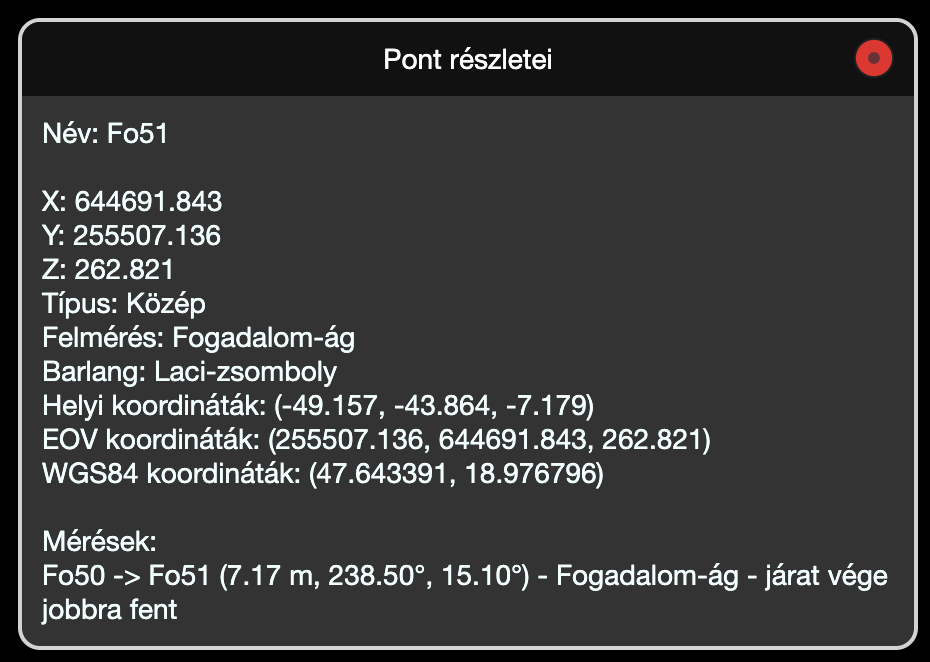 Pont részletei
Név: Fo51
X: 644691.843
Y: 255507.136
Z: 262.821
Típus: Közép
Felmérés: Fogadalom-ág
Barlang: Laci-zsomboly
Helyi koordináták: (-49.157, -43.864, -7.179)
EOV koordináták: (255507.136, 644691.843, 262.821)
WGS84 koordináták: (47.643391, 18.976796)
Mérések:
Fo50 -> Fo51 (7.17 m, 238.50°, 15.10°) - Fogadalom-ág - járat vége
jobbra fent